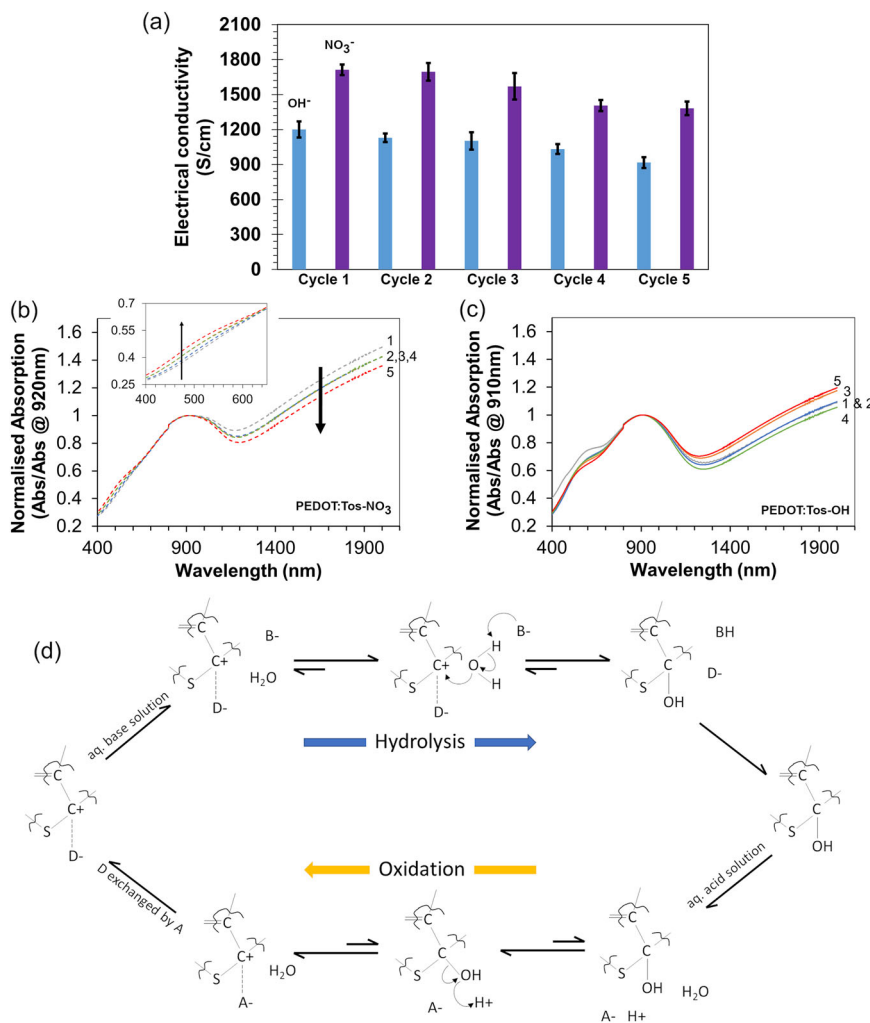 (a)
Electrical conductivity
(S/cm)
2100
1800
1500
1200
900
600
300
0
OH-
NO3-
Cycle 1 Cycle 2 Cycle 3 Cycle 4 Cycle 5
(b)
Normalised Absorption
(Abs/Abs @ 920nm)
1.6
1.4
1.2
1
0.8
0.6
0.4
0.2
0.7
0.55
0.4
0.25
400 500 600
1
2,3,4
5
PEDOT:Tos-NO3
400 900 1400 1900
Wavelength (nm)
(c)
Normalised Absorption
(Abs/Abs @ 910nm)
1.6
1.4
1.2
1
0.8
0.6
0.4
0.2
5
3
1 & 2
4
PEDOT:Tos-OH
400 900 1400 1900
Wavelength (nm)
(d)
C
C+
S
D-
aq. base solution
C
C+
S
D-
B-
H2O
C
C+
S
D-
O
H
H
B-
C
C
S
OH
BH
D-
Hydrolysis
C
C
S
OH
aq. acid solution
C
C
S
OH
H2O
A- H+
C
C
S
OH
A-
H+
Oxidation
C
C+
S
A-
H2O
D exchanged by A